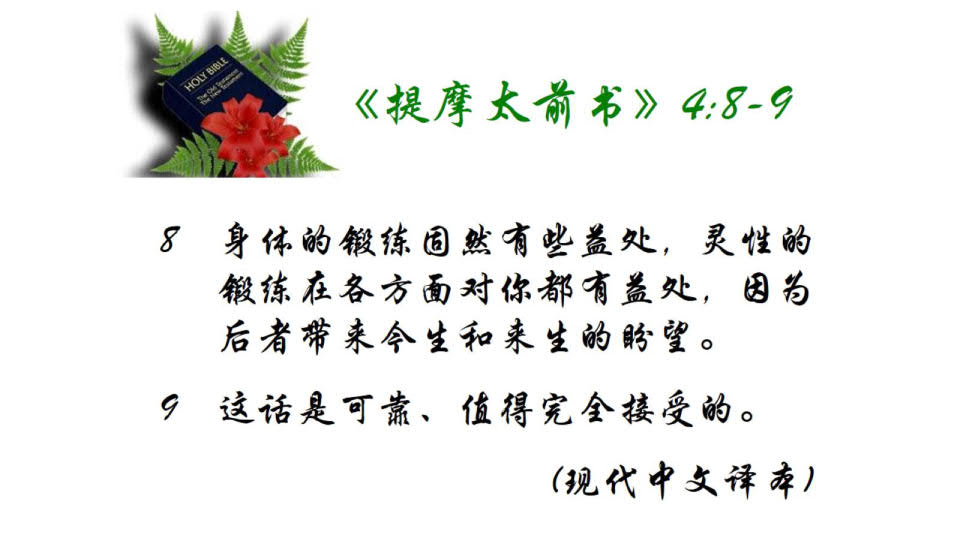 HOLY BIBLE
The Old Testament
The New Testament
《提摩太前书》4:8-9
8 身体的锻练固然有些益处，灵性的
锻练在各方面对你都有益处，因为
后者带来今生和来生的盼望。
9 这话是可靠、值得完全接受的。
(现代中文译本)